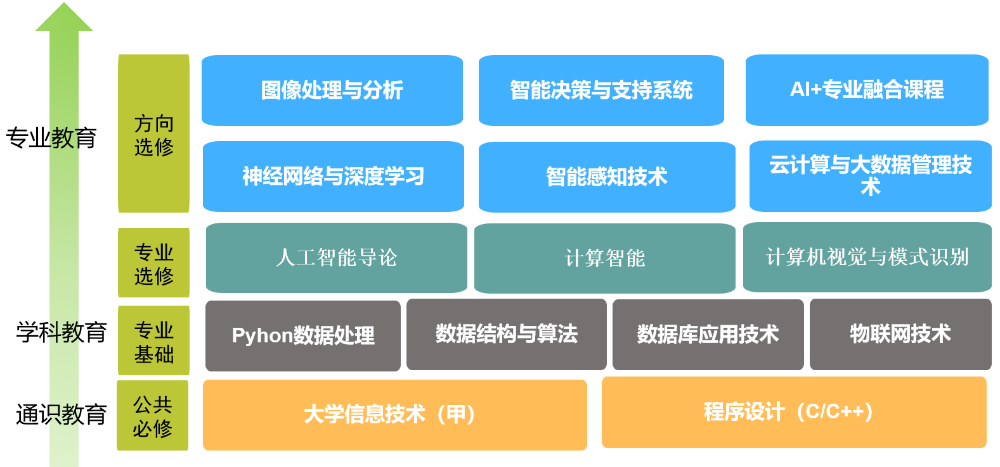 专业教育
方向
选修
图像处理与分析
智能决策与支持系统
AI+专业融合课程
神经网络与深度学习
智能感知技术
云计算与大数据管理技
术
专业
选修
人工智能导论
计算智能
计算机视觉与模式识别
学科教育
专业
基础
Pyhon数据处理
数据结构与算法
数据库应用技术
物联网技术
通识教育
公共
必修
大学信息技术（甲）
程序设计（C/C++）